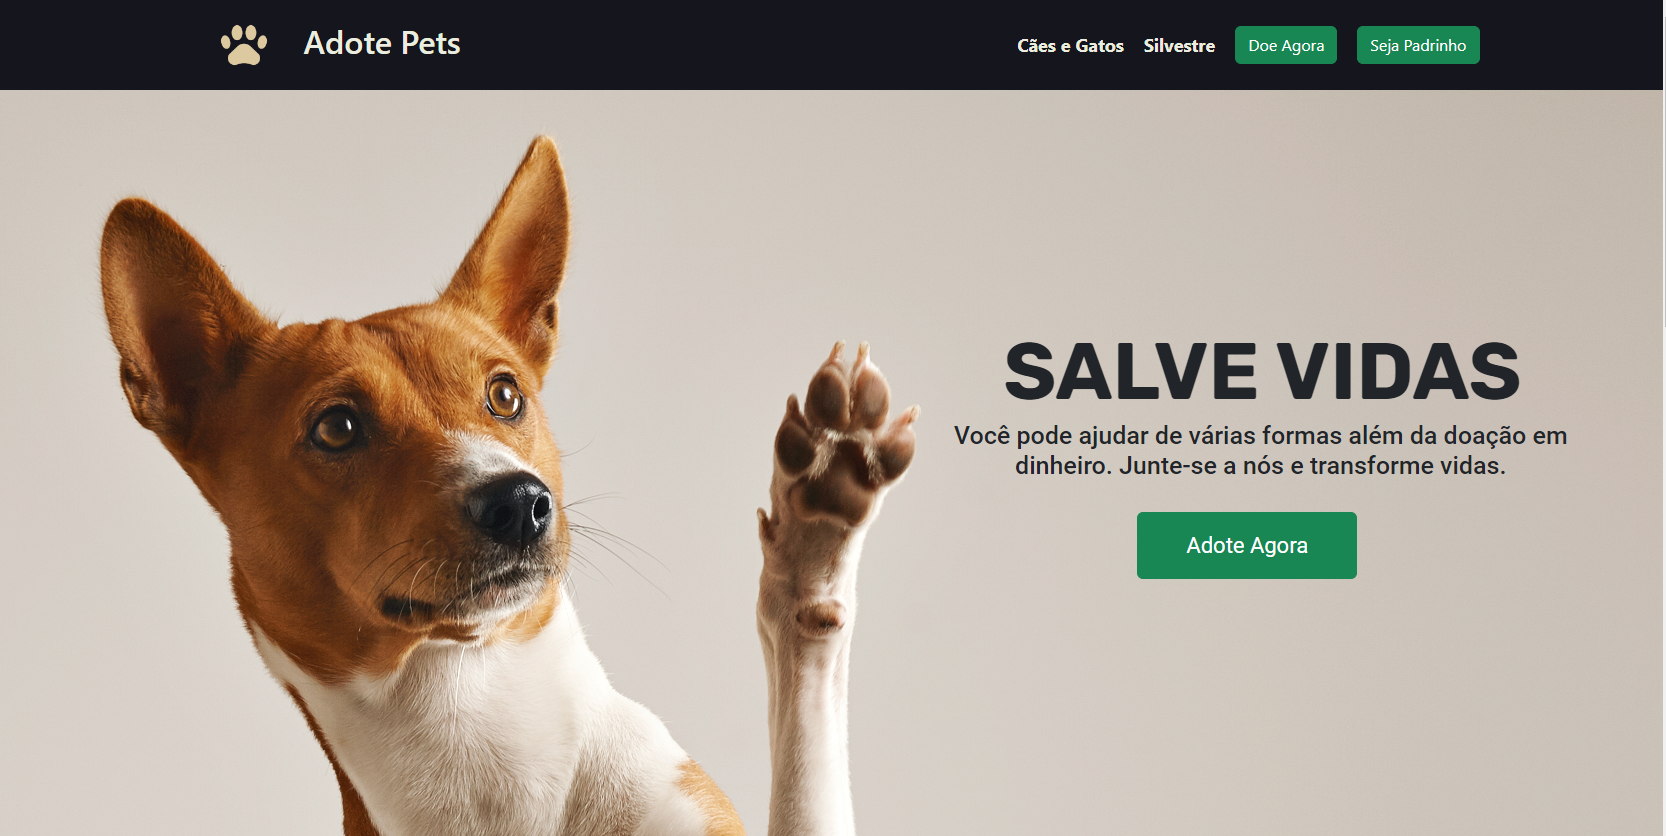 Adote Pets
Cães e Gatos
Silvestre
Doe Agora
Seja Padrinho
SALVE VIDAS
Você pode ajudar de várias formas além da doação em
dinheiro. Junte-se a nós e transforme vidas.
Adote Agora